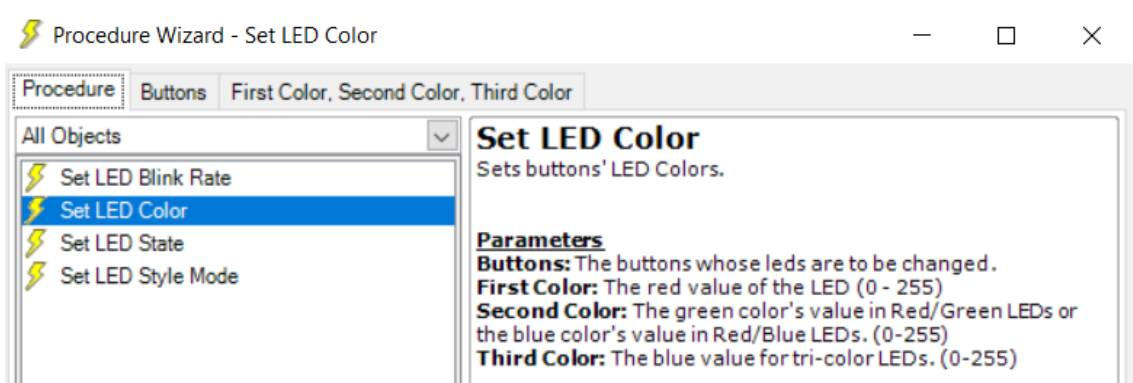 Procedure Wizard - Set LED Color
Procedure Buttons First Color, Second Color, Third Color
All Objects
Set LED Blink Rate
Set LED Color
Set LED State
Set LED Style Mode
Set LED Color
Sets buttons' LED Colors.
Parameters
Buttons: The buttons whose leds are to be changed.
First Color: The red value of the LED (0 - 255)
Second Color: The green color's value in Red/Green LEDs or
the blue color's value in Red/Blue LEDs. (0-255)
Third Color: The blue value for tri-color LEDs. (0-255)